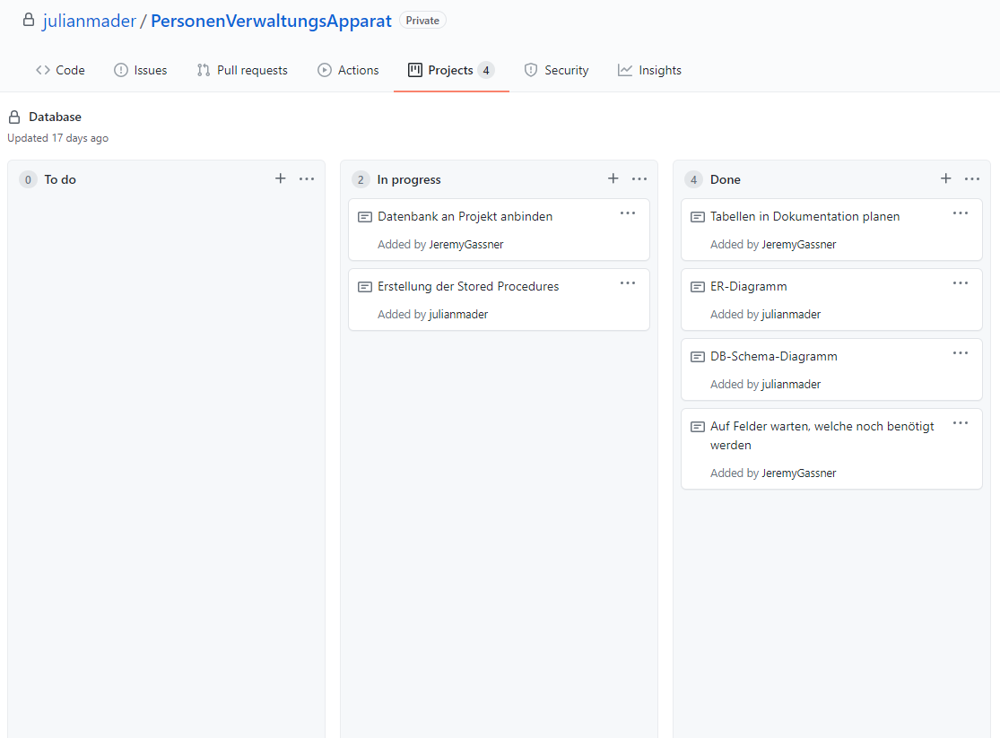 julianmader / PersonenVerwaltungsApparat Private
Code Issues Pull requests Actions Projects 4 Security Insights
Database
Updated 17 days ago
0 To do
2 In progress
Datenbank an Projekt anbinden
Added by JeremyGassner
Erstellung der Stored Procedures
Added by julianmader
4 Done
Tabellen in Dokumentation planen
Added by JeremyGassner
ER-Diagramm
Added by julianmader
DB-Schema-Diagramm
Added by julianmader
Auf Felder warten, welche noch benötigt
werden
Added by JeremyGassner